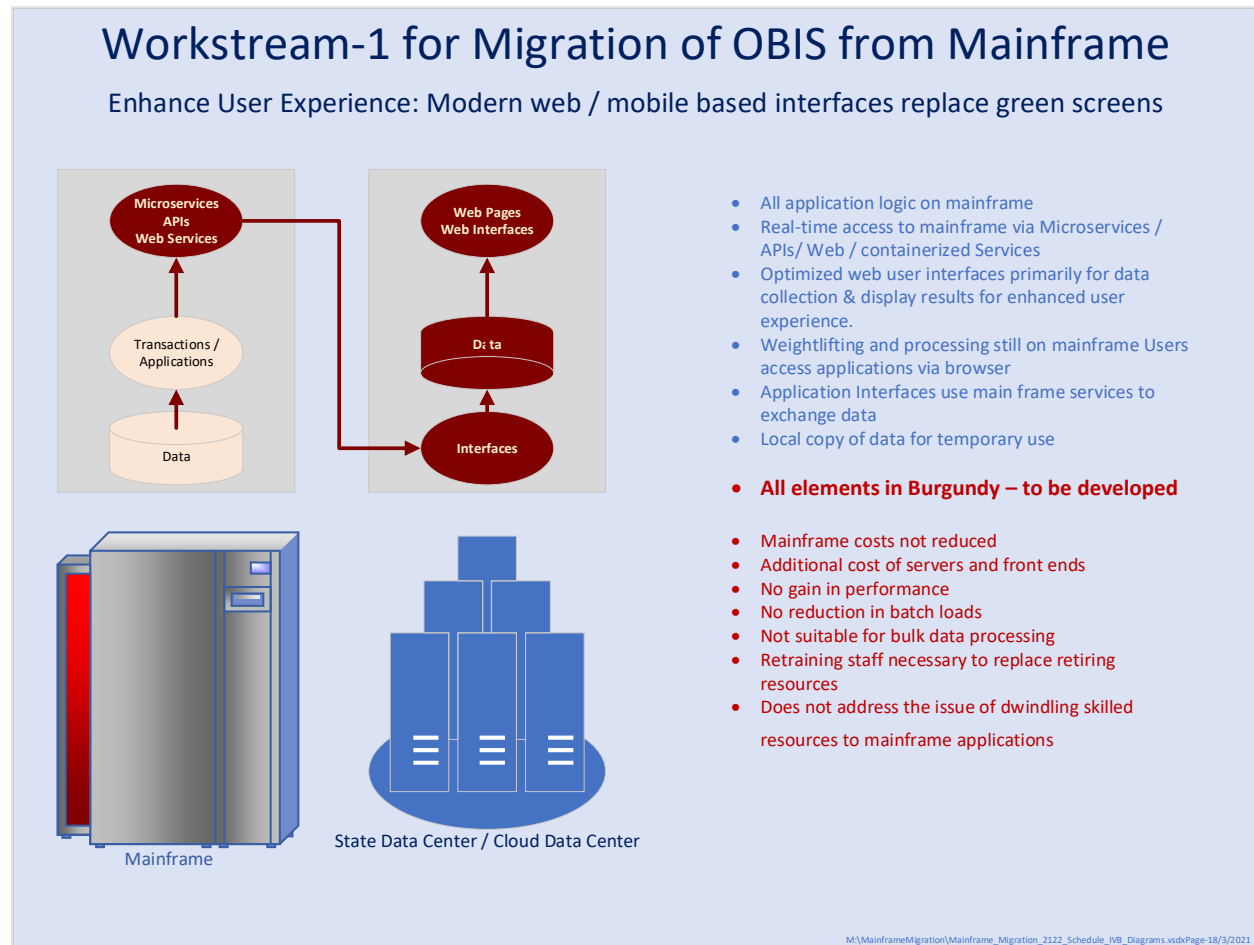 Workstream-1 for Migration of OBIS from Mainframe
Enhance User Experience: Modern web / mobile based interfaces replace green screens
Microservices
APIs
Web Services
Transactions /
Applications
Data
Web Pages
Web Interfaces
Data
Interfaces
Mainframe
State Data Center / Cloud Data Center
• All application logic on mainframe
• Real-time access to mainframe via Microservices /
APIs/ Web / containerized Services
• Optimized web user interfaces primarily for data
collection & display results for enhanced user
experience.
• Weightlifting and processing still on mainframe Users
access applications via browser
• Application Interfaces use main frame services to
exchange data
• Local copy of data for temporary use
• All elements in Burgundy – to be developed
• Mainframe costs not reduced
• Additional cost of servers and front ends
• No gain in performance
• No reduction in batch loads
• Not suitable for bulk data processing
• Retraining staff necessary to replace retiring
resources
• Does not address the issue of dwindling skilled
resources to mainframe applications
M:\MainframeMigration\Mainframe_Migration_2122_Schedule_IVB_Diagrams.vsdxPage-18/3/2021